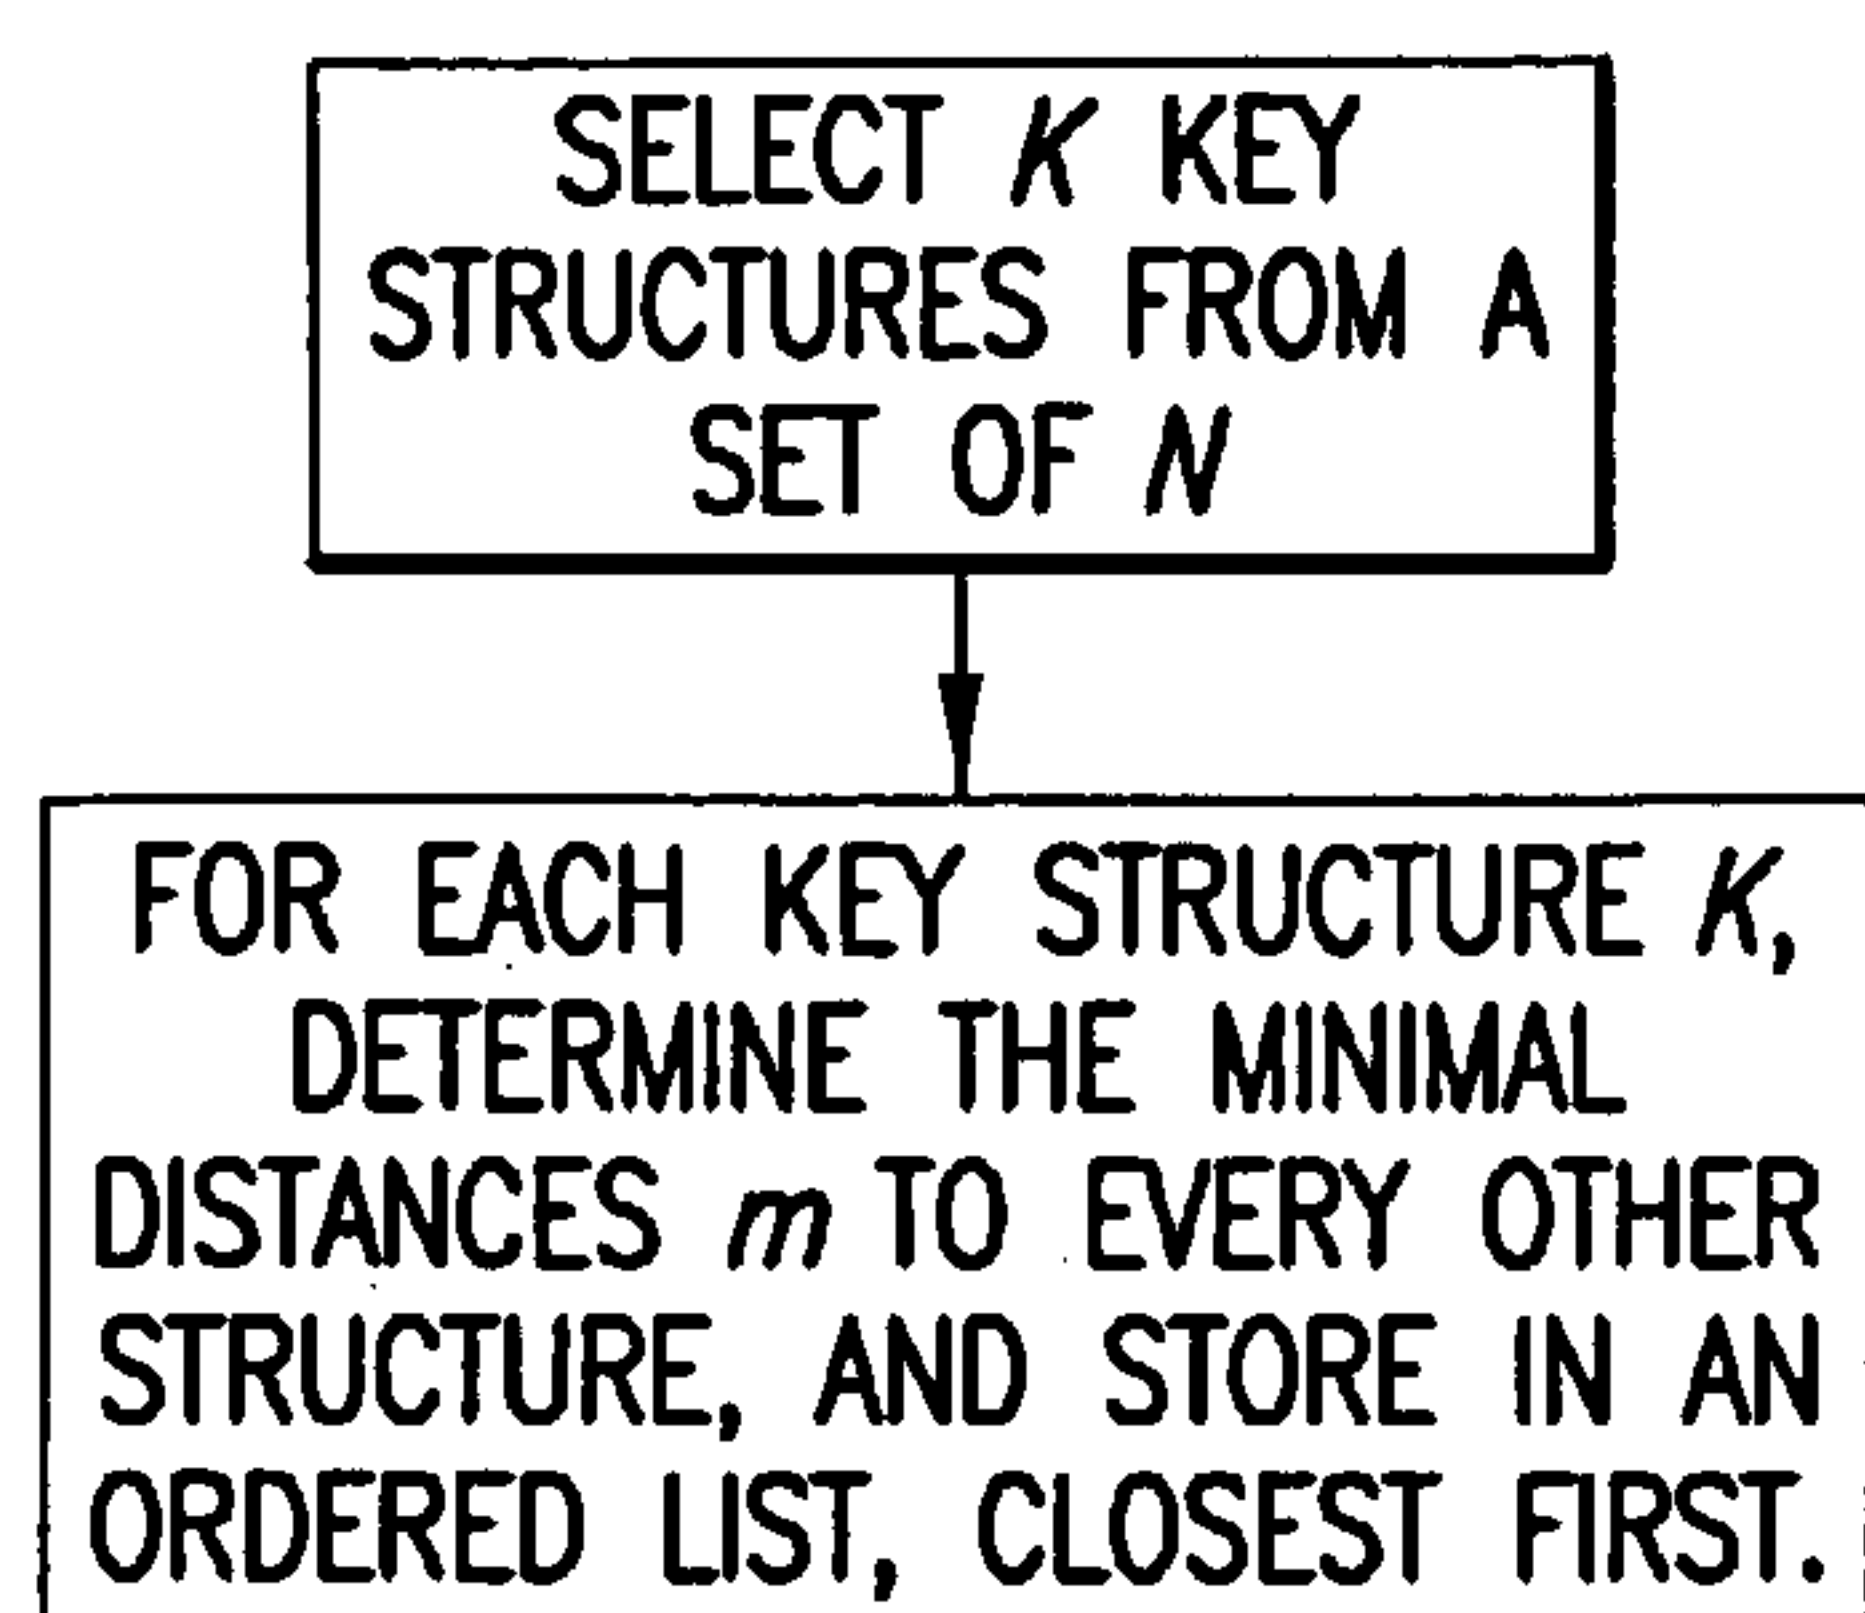 SELECT K KEY
STRUCTURES FROM A
SET OF N
FOR EACH KEY STRUCTURE K,
DETERMINE THE MINIMAL
DISTANCES m TO EVERY OTHER
STRUCTURE, AND STORE IN AN
ORDERED LIST, CLOSEST FIRST.